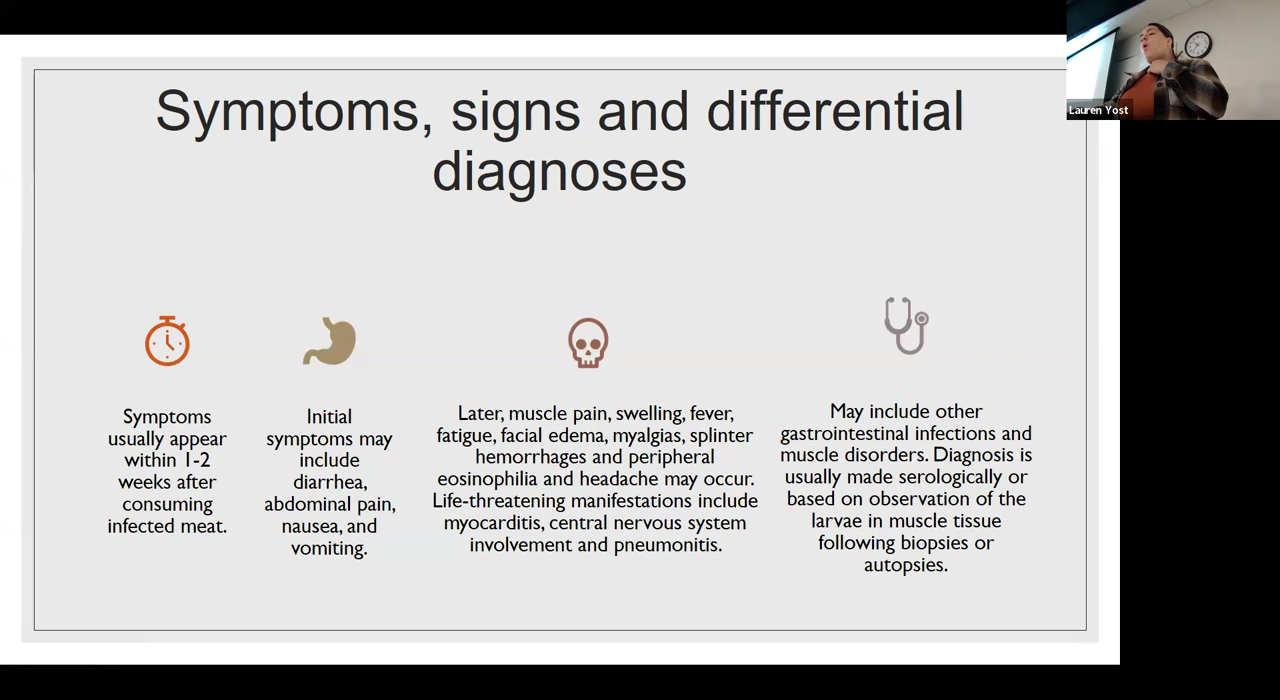 Symptoms, signs and differential
diagnoses
Lauren Yost
Symptoms
usually appear
within 1-2
weeks after
consuming
infected meat.
Initial
symptoms may
include
diarrhea,
abdominal pain,
nausea, and
vomiting.
Later, muscle pain, swelling, fever,
fatigue, facial edema, myalgias, splinter
hemorrhages and peripheral
eosinophilia and headache may occur.
Life-threatening manifestations include
myocarditis, central nervous system
involvement and pneumonitis.
May include other
gastrointestinal infections and
muscle disorders. Diagnosis is
usually made serologically or
based on observation of the
larvae in muscle tissue
following biopsies or
autopsies.